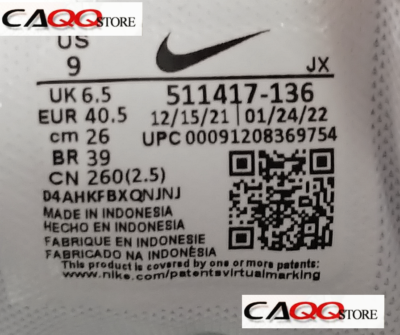 CAQQSTORE
US
9
JX
UK 6.5
511417-136
EUR 40.5
12/15/21 | 01/24/22
cm 26
UPC 00091208369754
BR 39
CN 260(2.5)
D4AHKFBXQNJNJ
MADE IN INDONESIA
HECHO EN INDONESIA
FABRIQUE EN INDONESIE
FABRICADO NA INDONÉSIA
This product is covered by one or more patents:
www.nike.com/patentsvirtualmarking
CAQQSTORE